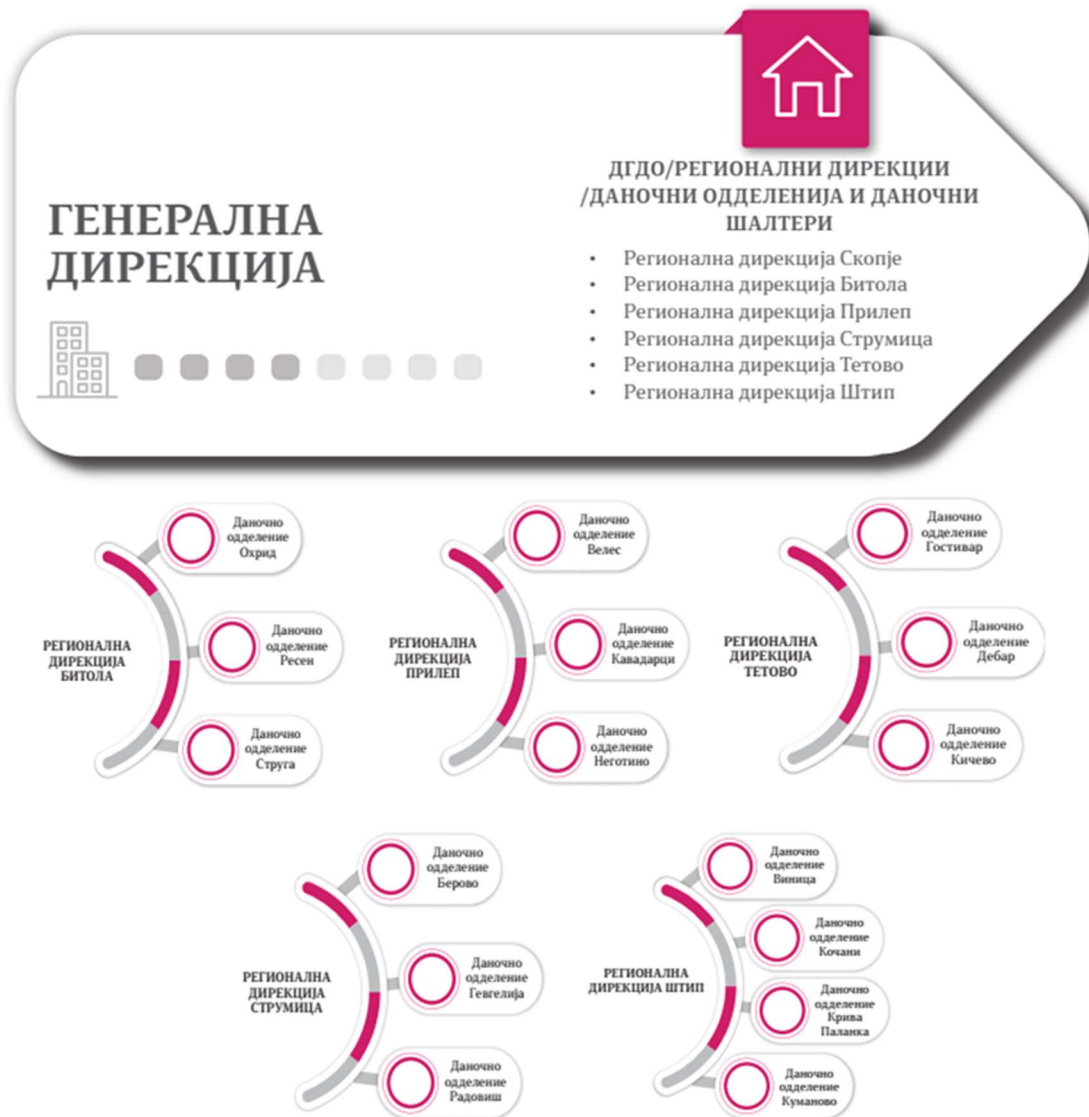 ГЕНЕРАЛНА
ДИРЕКЦИЈА
ДГДО/РЕГИОНАЛНИ ДИРЕКЦИИ
/ДАНОЧНИ ОДДЕЛЕНИЈА И ДАНОЧНИ
ШАЛТЕРИ
• Регионална дирекција Скопје
• Регионална дирекција Битола
• Регионална дирекција Прилеп
• Регионална дирекција Струмица
• Регионална дирекција Тетово
• Регионална дирекција Штип
РЕГИОНАЛНА
ДИРЕКЦИЈА
БИТОЛА
Даночно
одделение
Охрид
Даночно
одделение
Ресен
Даночно
одделение
Струга
РЕГИОНАЛНА
ДИРЕКЦИЈА
ПРИЛЕП
Даночно
одделение
Велес
Даночно
одделение
Кавадарци
Даночно
одделение
Неготино
РЕГИОНАЛНА
ДИРЕКЦИЈА
ТЕТОВО
Даночно
одделение
Гостивар
Даночно
одделение
Дебар
Даночно
одделение
Кичево
РЕГИОНАЛНА
ДИРЕКЦИЈА
СТРУМИЦА
Даночно
одделение
Берово
Даночно
одделение
Гевгелија
Даночно
одделение
Радовиш
РЕГИОНАЛНА
ДИРЕКЦИЈА ШТИП
Даночно
одделение
Виница
Даночно
одделение
Кочани
Даночно
одделение
Крива
Паланка
Даночно
одделение
Куманово